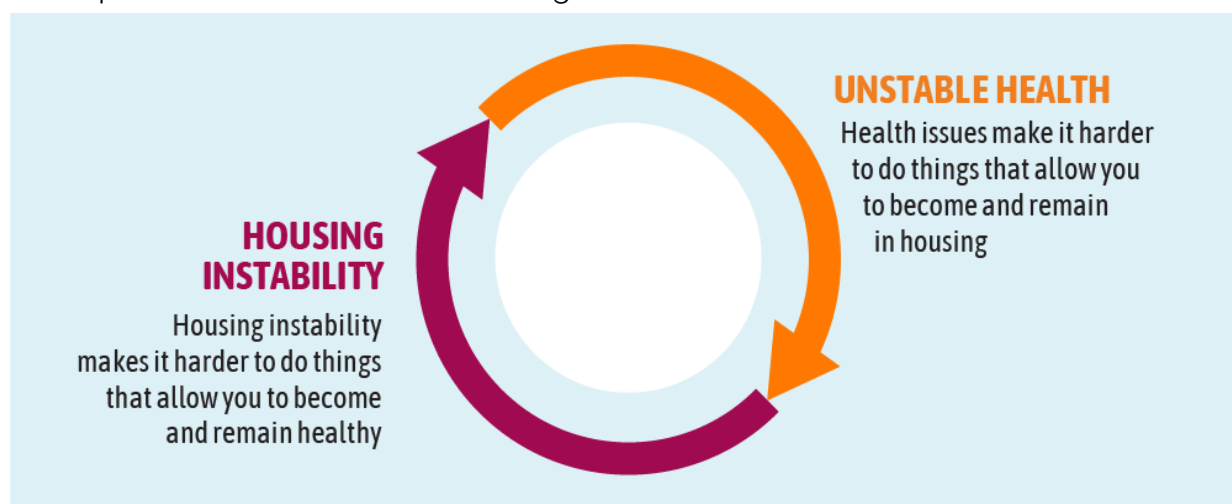 HOUSING
INSTABILITY
Housing instability
makes it harder to do things
that allow you to become
and remain healthy
UNSTABLE HEALTH
Health issues make it harder
to do things that allow you
to become and remain
in housing